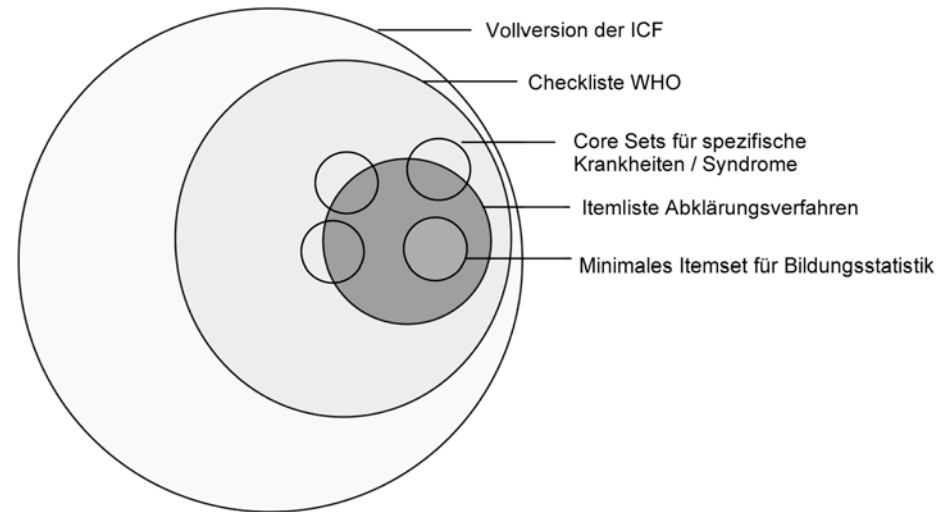 Vollversion der ICF
Checkliste WHO
Core Sets für spezifische
Krankheiten / Syndrome
Itemliste Abklärungsverfahren
Minimales Itemset für Bildungsstatistik